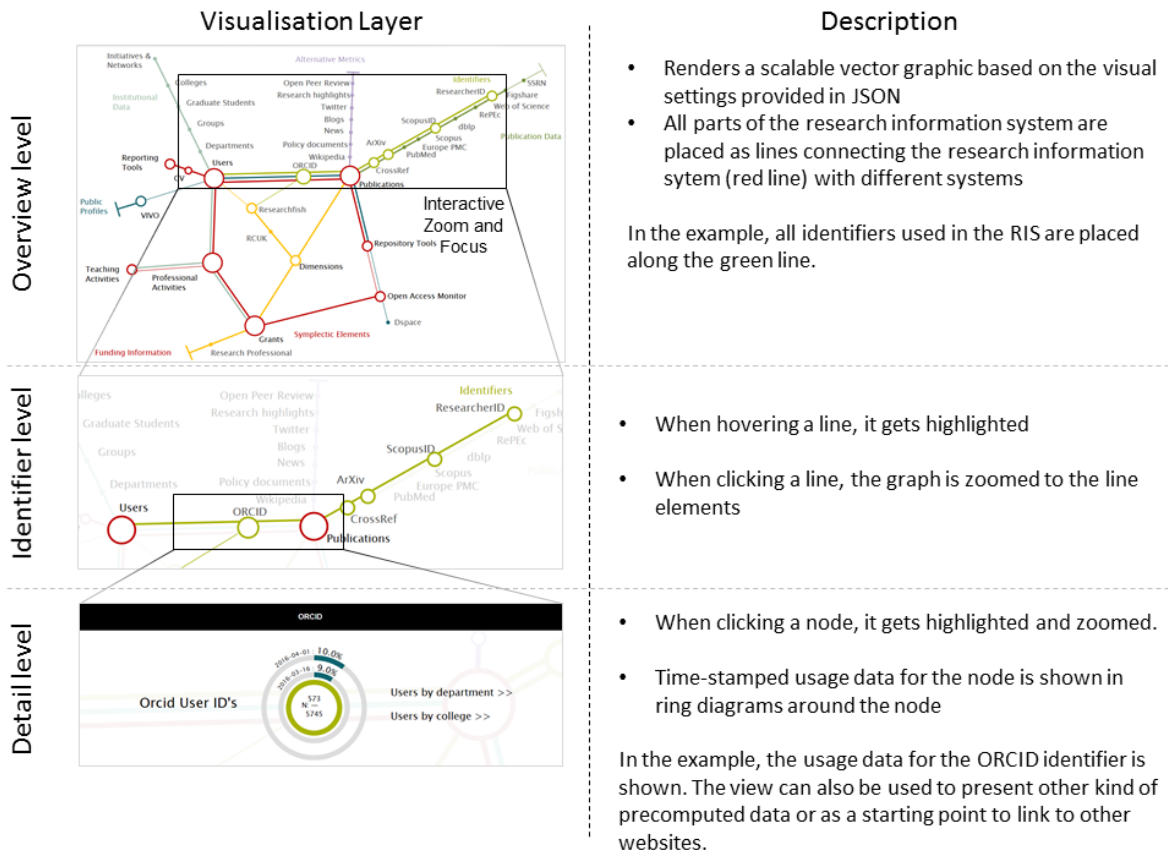 Visualisation Layer
Description
Overview level
Initiatives &
Networks
Colleges
Institutional
Data
Graduate Students
Groups
Departments
Reporting
Tools
CV
Users
Public
Profiles
VIVO
Alternative Metrics
Open Peer Review
Research highlights
Twitter
Blogs
News
Policy documents
Wikipedia
ORCID
Publications
Identifiers
ResearcherID
SSRN
Figshare
Web of Science
RePEc
ScopusID
dblp
Publication Data
Scopus
Europe PMC
ArXiv
PubMed
CrossRef
Interactive
Zoom and
Focus
Researchfish
RCUK
Repository Tools
Dimensions
Teaching
Activities
Professional
Activities
Open Access Monitor
Dspace
Grants
Symplectic Elements
Funding Information
Research Professional
• Renders a scalable vector graphic based on the visual
settings provided in JSON
• All parts of the research information system are
placed as lines connecting the research information
sytem (red line) with different systems
In the example, all identifiers used in the RIS are placed
along the green line.
Identifier level
olleges
Graduate Students
Groups
Departments
Users
Open Peer Review
Research highlights
Twitter
Blogs
News
Policy documents
Wikipedia
ORCID
Publications
Identifiers
ResearcherID
Figsh
Web of S
RePEc
ScopusID
dblp
Scopus
Europe PMC
ArXiv
PubMed
CrossRef
• When hovering a line, it gets highlighted
• When clicking a line, the graph is zoomed to the line
elements
Detail level
ORCID
2016-04-01 : 10.0%
2016-03-16 : 9.0%
Orcid User ID's
573
N: —
5745
Users by department >>
Users by college >>
• When clicking a node, it gets highlighted and zoomed.
• Time-stamped usage data for the node is shown in
ring diagrams around the node
In the example, the usage data for the ORCID identifier is
shown. The view can also be used to present other kind of
precomputed data or as a starting point to link to other
websites.